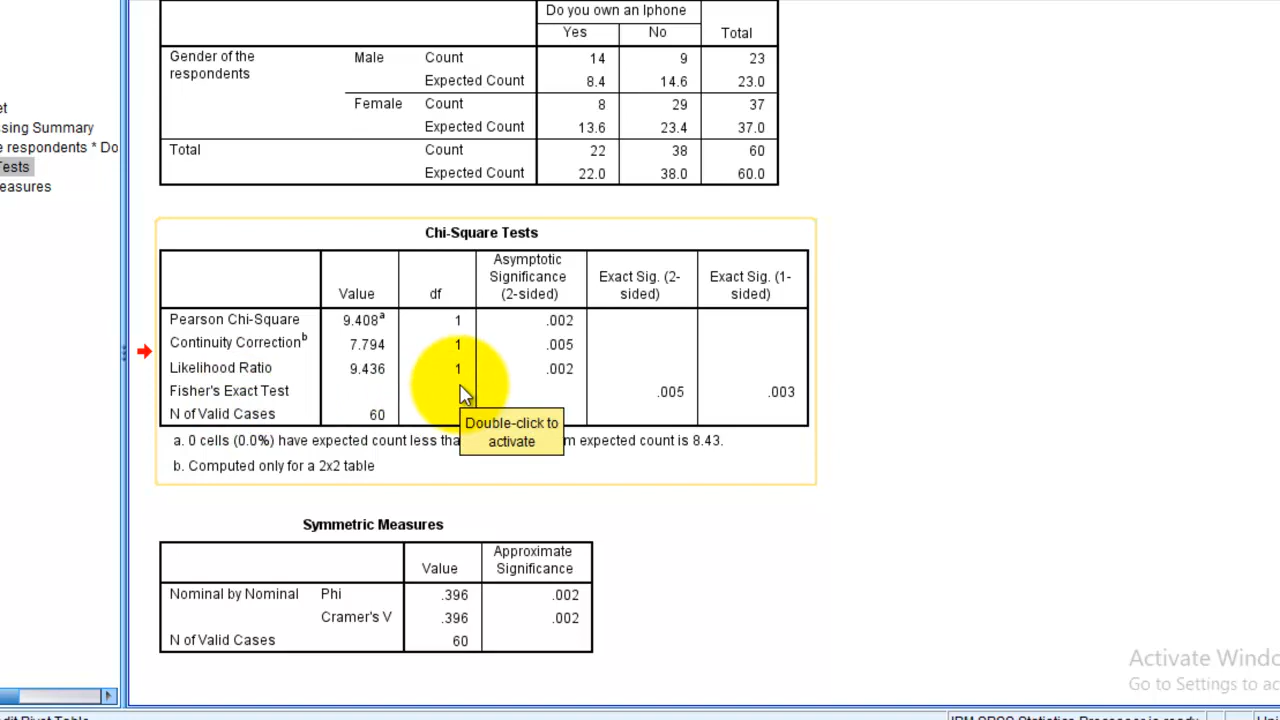 Do you own an Iphone
Yes No Total
Gender of the respondents Male Count 14 9 23
Expected Count 8.4 14.6 23.0
Female Count 8 29 37
Expected Count 13.6 23.4 37.0
Total Count 22 38 60
Expected Count 22.0 38.0 60.0
sing Summary
e respondents * Do
Tests
easures
Chi-Square Tests
Value df Asymptotic Significance (2-sided) Exact Sig. (2-sided) Exact Sig. (1-sided)
Pearson Chi-Square 9.408a 1 .002
Continuity Correctionb 7.794 1 .005
Likelihood Ratio 9.436 1 .002
Fisher's Exact Test .005 .003
N of Valid Cases 60
Double-click to
activate
a. 0 cells (0.0%) have expected count less tha m expected count is 8.43.
b. Computed only for a 2x2 table
Symmetric Measures
Value Approximate Significance
Nominal by Nominal Phi .396 .002
Cramer's V .396 .002
N of Valid Cases 60
Activate Windo
Go to Settings to ac